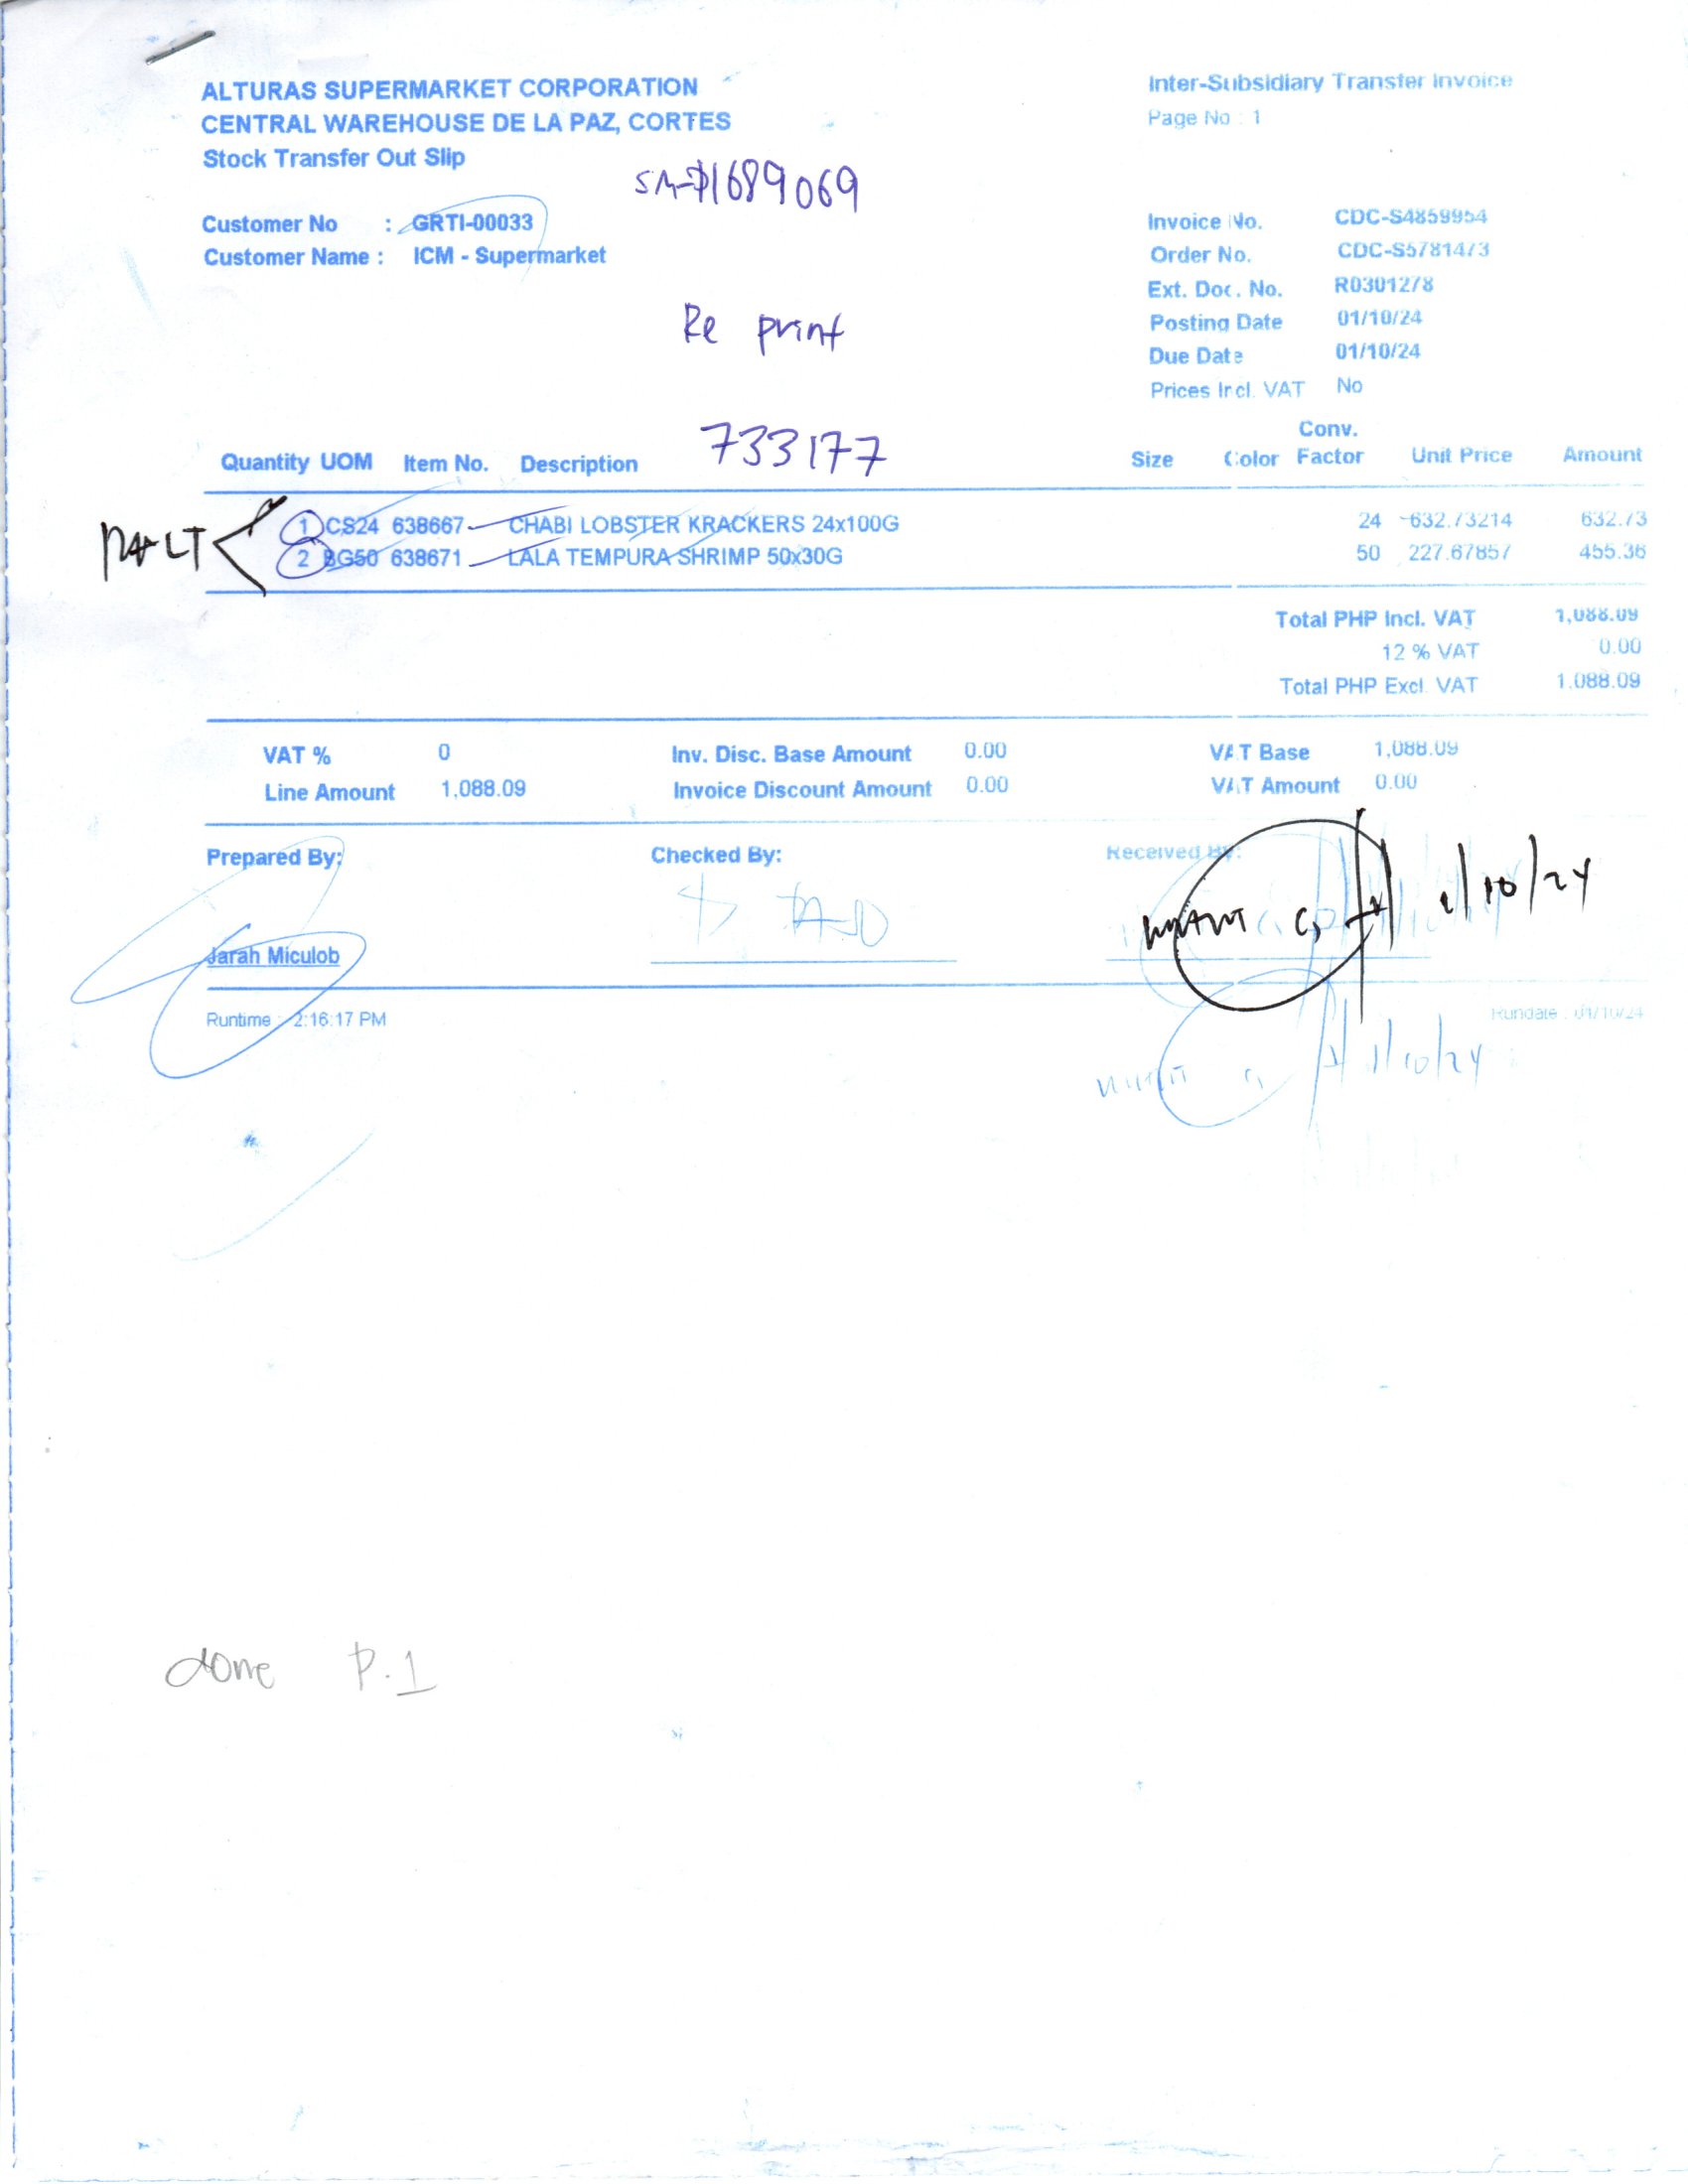 ALTURAS SUPERMARKET CORPORATION
CENTRAL WAREHOUSE DE LA PAZ, CORTES
Stock Transfer Out Slip
Inter-Subsidiary Transfer Invoice
Page No : 1
Customer No : GRTI-00033
Customer Name : ICM - Supermarket
Re print
733177
Invoice No. CDC-S4859954
Order No. CDC-S5781473
Ext. Doc. No. R0301278
Posting Date 01/10/24
Due Date 01/10/24
Prices Incl. VAT No
Quantity UOM Item No. Description Size Color Conv. Factor Unit Price Amount
1 CS24 638667 CHABI LOBSTER KRACKERS 24x100G 24 632.73214 632.73
2 BG50 638671 LALA TEMPURA SHRIMP 50x30G 50 227.67857 455.36
Total PHP Incl. VAT 1,088.09
12 % VAT 0.00
Total PHP Excl. VAT 1,088.09
VAT % 0 Inv. Disc. Base Amount 0.00 VAT Base 1,088.09
Line Amount 1,088.09 Invoice Discount Amount 0.00 VAT Amount 0.00
Prepared By: Checked By: Received By:
1/10/24
Jarah Miculob
Runtime : 2:16:17 PM Rundate : 01/10/24
1/10/24
done P.1